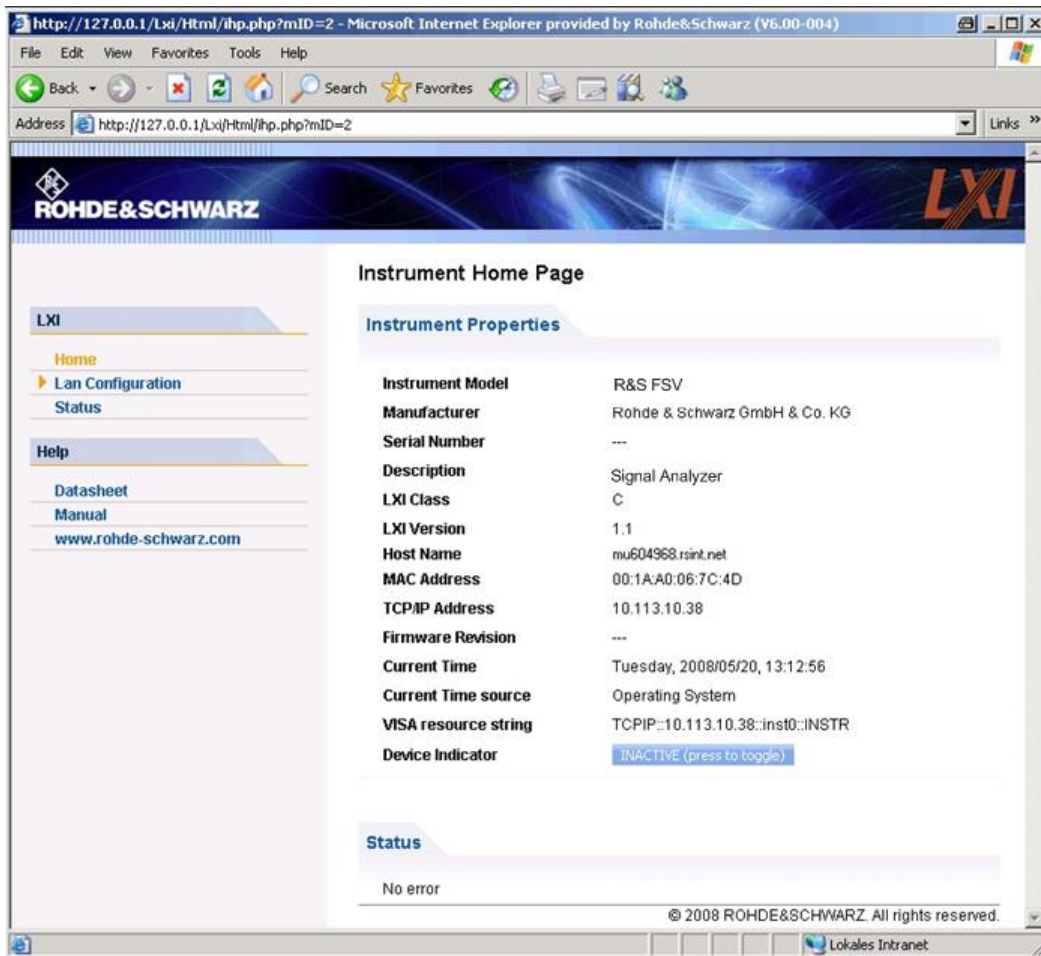 http://127.0.0.1/Lxi/Html/ihp.php?mID=2 - Microsoft Internet Explorer provided by Rohde&Schwarz (V6.00-004)
File Edit View Favorites Tools Help
Back Search Favorites
Address http://127.0.0.1/Lxi/Html/ihp.php?mID=2 Links »
R&S
ROHDE&SCHWARZ
LXI
Instrument Home Page
LXI
Home
Lan Configuration
Status
Help
Datasheet
Manual
www.rohde-schwarz.com
Instrument Properties
Instrument Model R&S FSV
Manufacturer Rohde & Schwarz GmbH & Co. KG
Serial Number ---
Description Signal Analyzer
LXI Class C
LXI Version 1.1
Host Name mu604968.rsint.net
MAC Address 00:1A:A0:06:7C:4D
TCP/IP Address 10.113.10.38
Firmware Revision ---
Current Time Tuesday, 2008/05/20, 13:12:56
Current Time source Operating System
VISA resource string TCPIP::10.113.10.38::inst0::INSTR
Device Indicator INACTIVE (press to toggle)
Status
No error
© 2008 ROHDE&SCHWARZ. All rights reserved.
Lokales Intranet